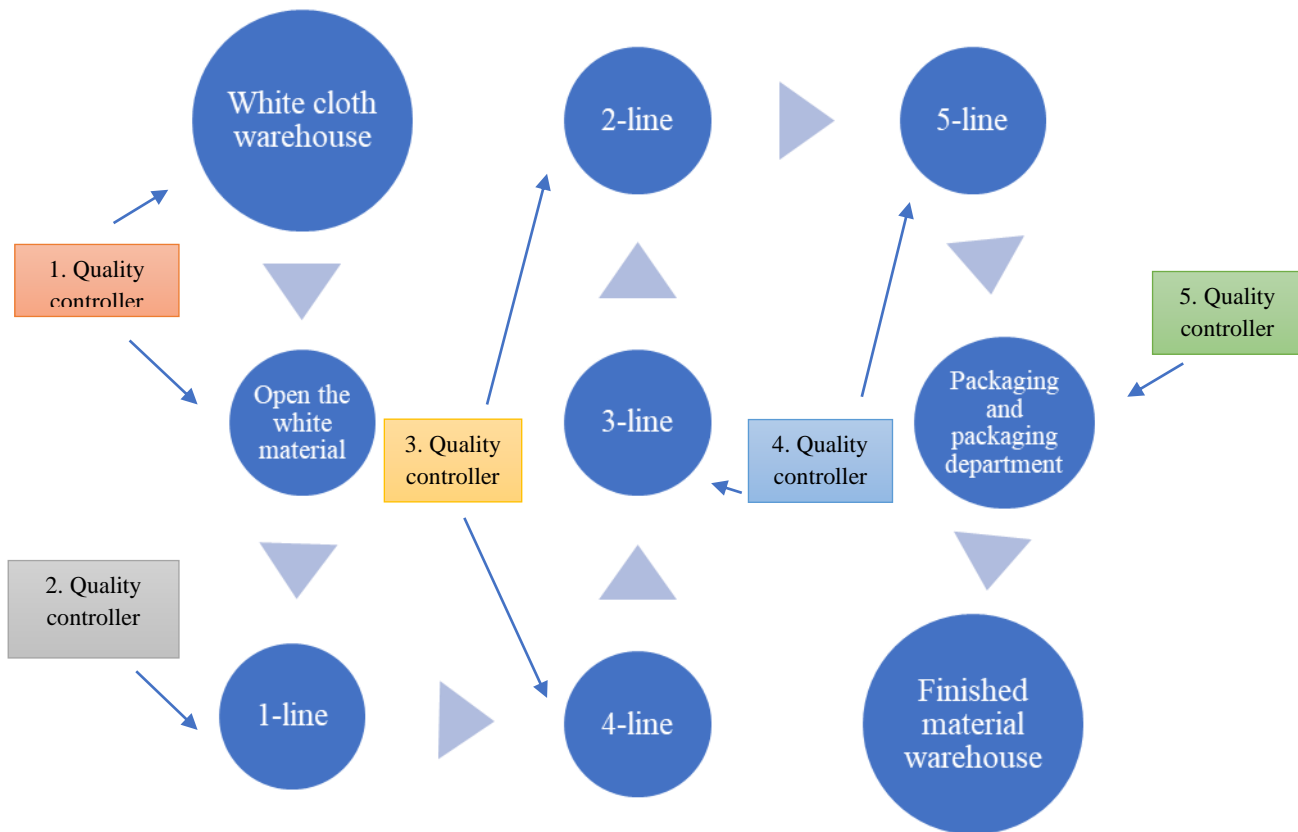 White cloth
warehouse
2-line
5-line
1. Quality
controller
5. Quality
controller
Open the
white
material
3. Quality
controller
3-line
4. Quality
controller
Packaging
and
packaging
department
2. Quality
controller
1-line
4-line
Finished
material
warehouse